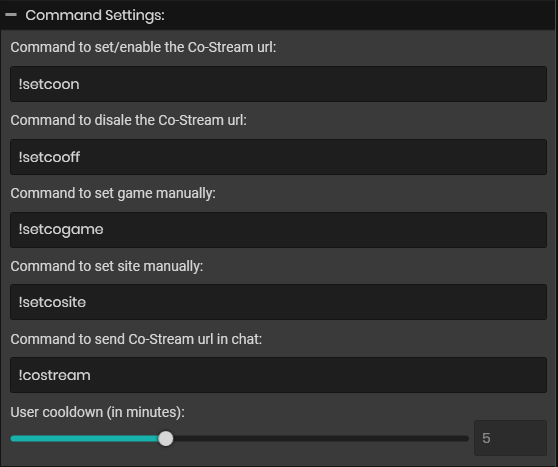 Command Settings:
Command to set/enable the Co-Stream url:
!setcoon
Command to disale the Co-Stream url:
!setcooff
Command to set game manually:
!setcogame
Command to set site manually:
!setcosite
Command to send Co-Stream url in chat:
!costream
User cooldown (in minutes):
5